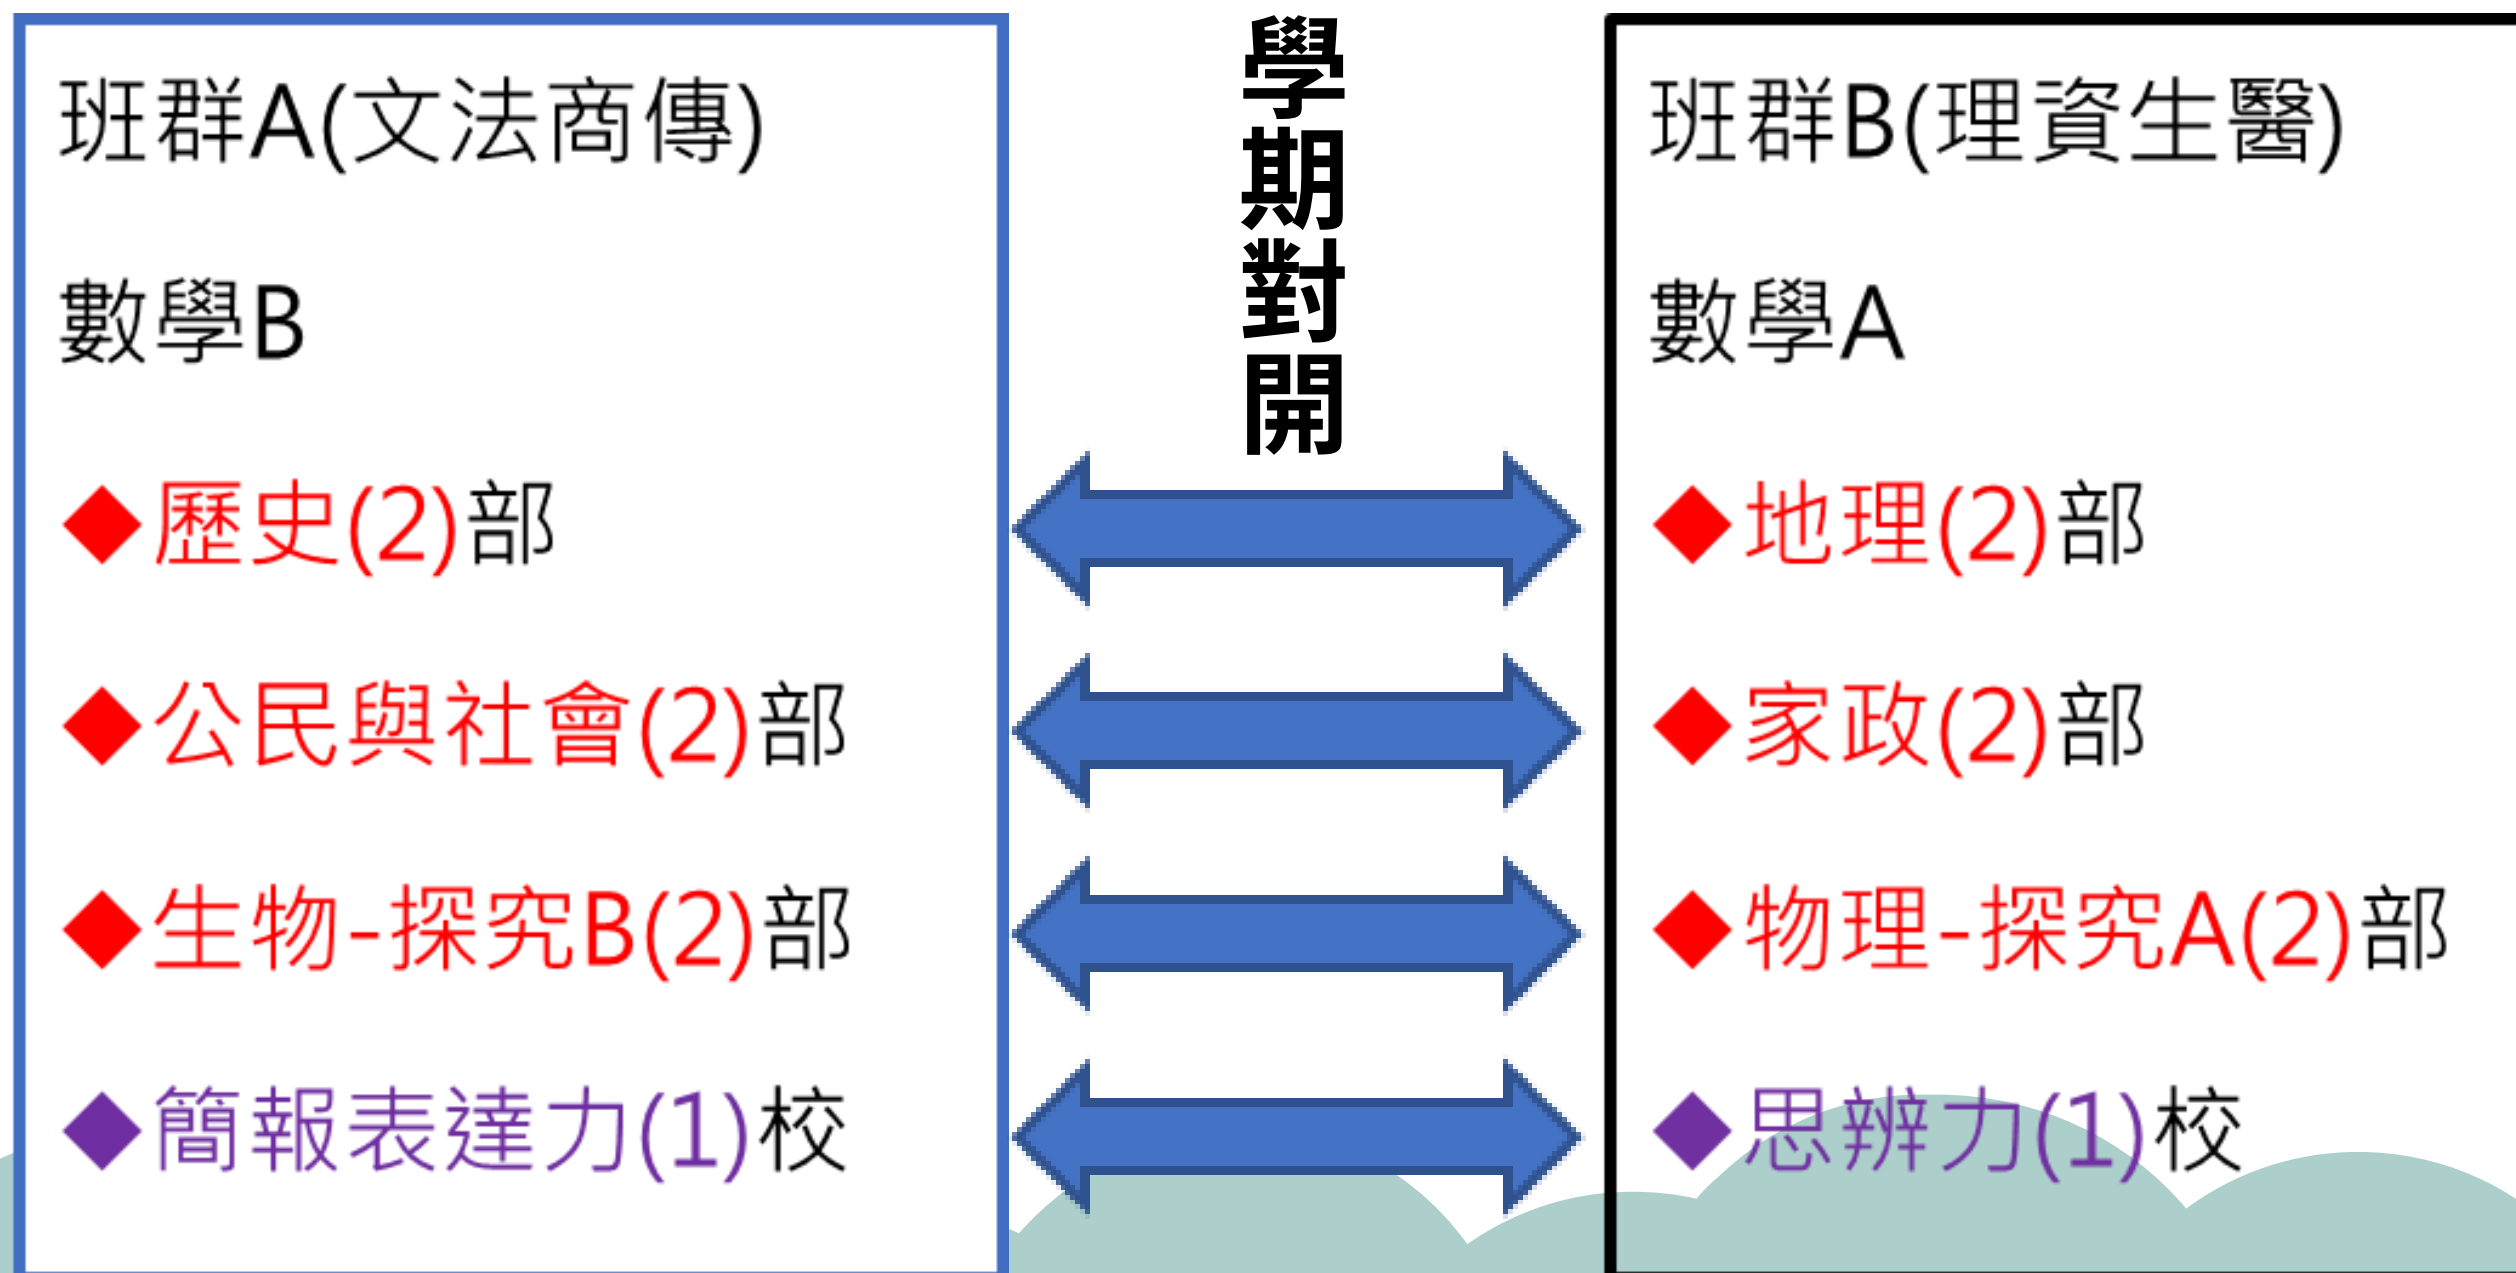 班群A(文法商傳)
數學B
◆歷史(2)部
◆公民與社會(2)部
◆生物-探究B(2)部
◆簡報表達力(1)校
學期對開
班群B(理資生醫)
數學A
◆地理(2)部
◆家政(2)部
◆物理-探究A(2)部
◆思辨力(1)校